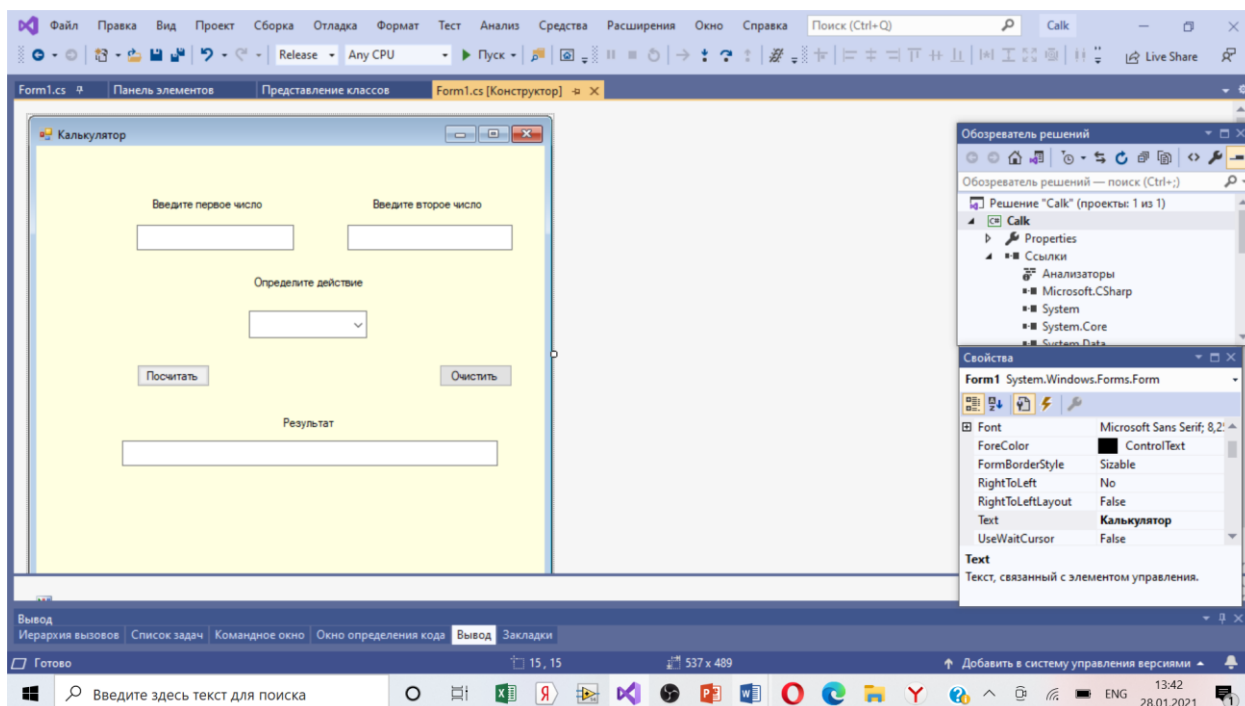 Файл Правка Вид Проект Сборка Отладка Формат Тест Анализ Средства Расширения Окно Справка Поиск (Ctrl+Q) Calk
Release Any CPU Пуск Live Share
Form1.cs Панель элементов Представление классов Form1.cs [Конструктор]
Калькулятор
Введите первое число Введите второе число
Определите действие
Посчитать Очистить
Результат
Обозреватель решений
Обозреватель решений — поиск (Ctrl+;)
Решение "Calk" (проекты: 1 из 1)
C# Calk
Properties
Ссылки
Анализаторы
Microsoft.CSharp
System
System.Core
System.Data
Свойства
Form1 System.Windows.Forms.Form
Font Microsoft Sans Serif; 8,2
ForeColor ControlText
FormBorderStyle Sizable
RightToLeft No
RightToLeftLayout False
Text Калькулятор
UseWaitCursor False
Text
Текст, связанный с элементом управления.
Вывод
Иерархия вызовов Список задач Командное окно Окно определения кода Вывод Закладки
Готово 15 , 15 537 x 489 Добавить в систему управления версиями
Введите здесь текст для поиска ENG 13:42
28.01.2021